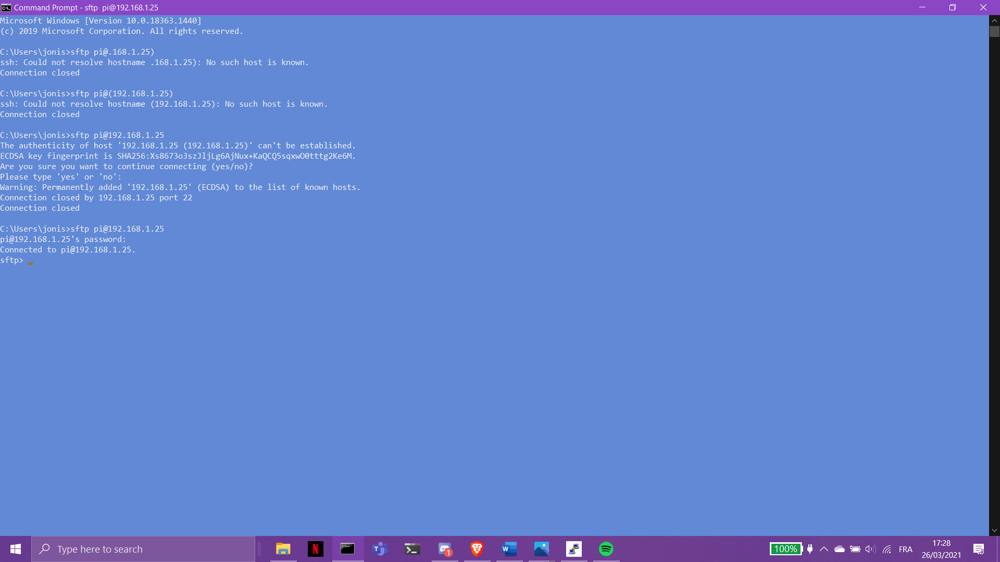 Command Prompt - sftp  pi@192.168.1.25
Microsoft Windows [Version 10.0.18363.1440]
(c) 2019 Microsoft Corporation. All rights reserved.
C:\Users\jonis>sftp pi@.168.1.25)
ssh: Could not resolve hostname .168.1.25): No such host is known.
Connection closed
C:\Users\jonis>sftp pi@(192.168.1.25)
ssh: Could not resolve hostname (192.168.1.25): No such host is known.
Connection closed
C:\Users\jonis>sftp pi@192.168.1.25
The authenticity of host '192.168.1.25 (192.168.1.25)' can't be established.
ECDSA key fingerprint is SHA256:Xs8673o3szJljLg6AjNux+KaQCQ5sqxwO0tttg2Ke6M.
Are you sure you want to continue connecting (yes/no)?
Please type 'yes' or 'no':
Warning: Permanently added '192.168.1.25' (ECDSA) to the list of known hosts.
Connection closed by 192.168.1.25 port 22
Connection closed
C:\Users\jonis>sftp pi@192.168.1.25
pi@192.168.1.25's password:
Connected to pi@192.168.1.25.
sftp>
Type here to search
100%
FRA
17:28
26/03/2021